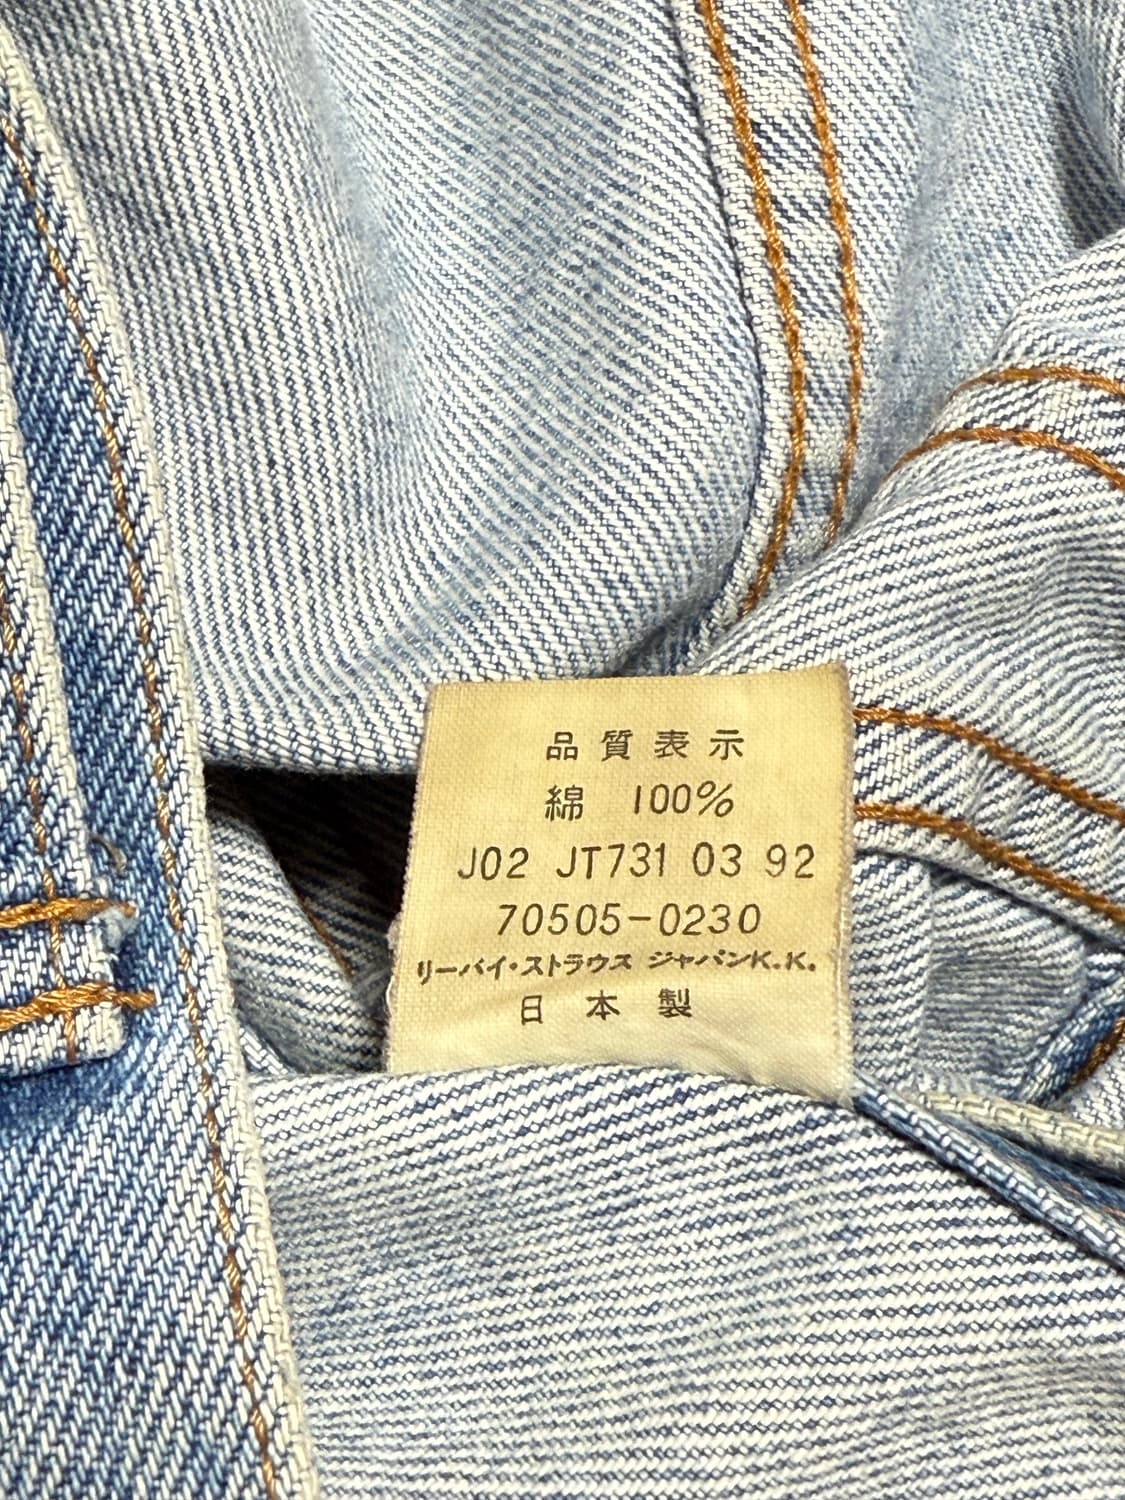 品質表示
綿 100%
J02 JT731 03 92
70505-0230
リーバイ・ストラウス ジャパンK.K.
日本製